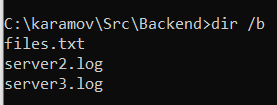 C:\karamov\Src\Backend>dir /b
files.txt
server2.log
server3.log